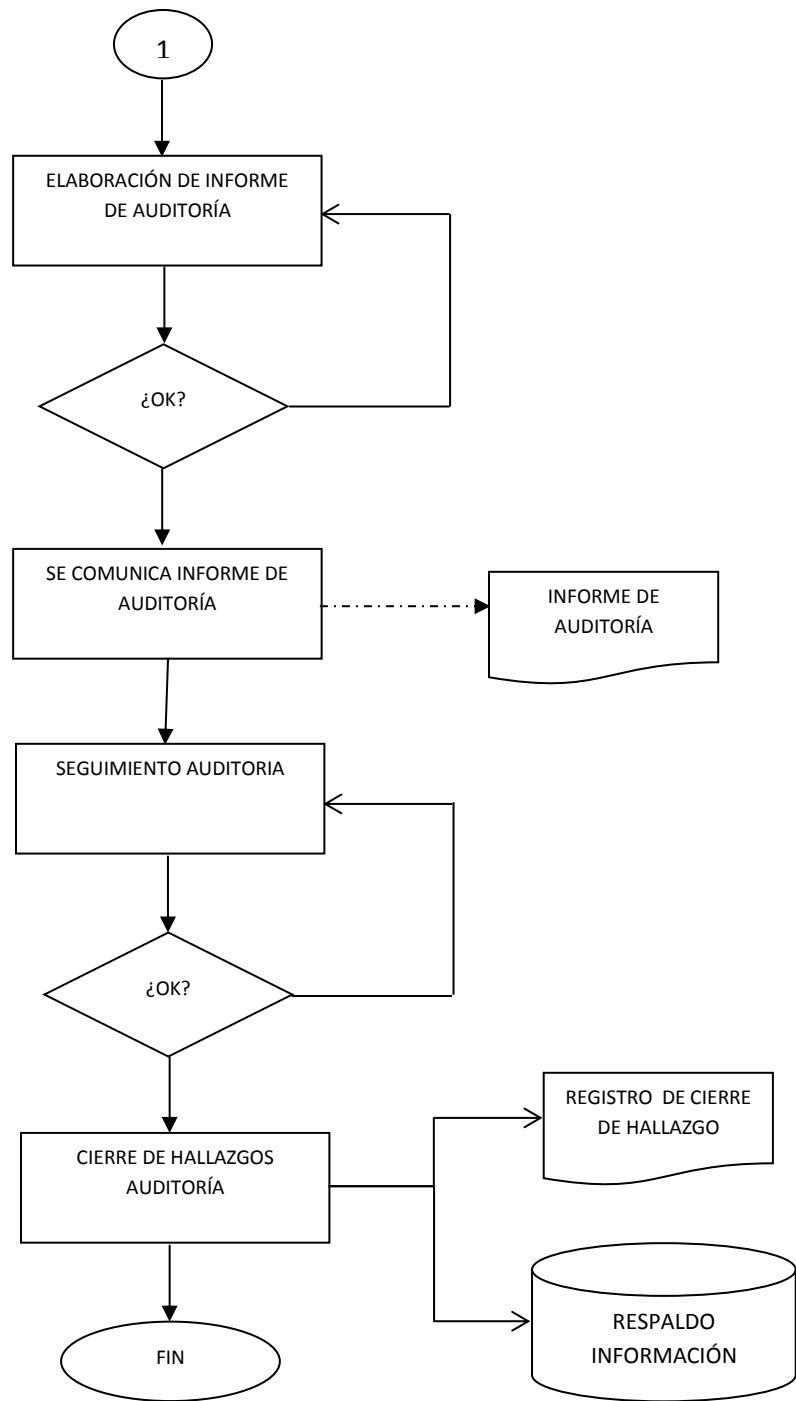 1
ELABORACIÓN DE INFORME
DE AUDITORÍA
¿OK?
SE COMUNICA INFORME DE
AUDITORÍA
INFORME DE
AUDITORÍA
SEGUIMIENTO AUDITORIA
¿OK?
CIERRE DE HALLAZGOS
AUDITORÍA
REGISTRO DE CIERRE
DE HALLAZGO
RESPALDO
INFORMACIÓN
FIN